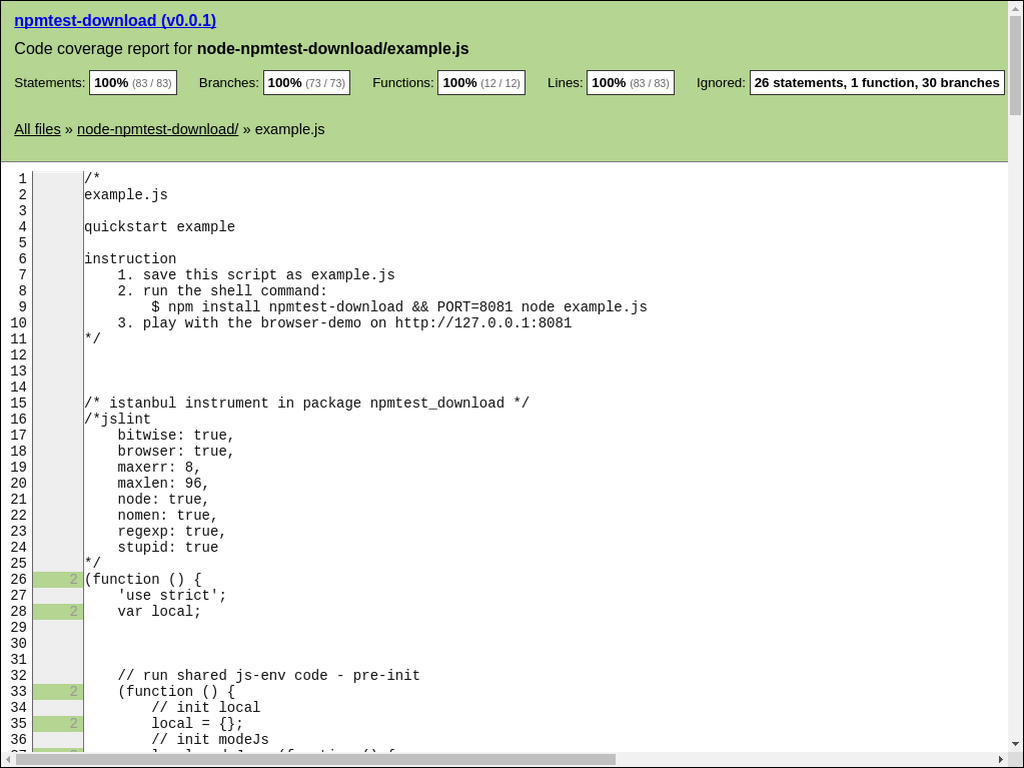 npmtest-download (v0.0.1)
Code coverage report for node-npmtest-download/example.js
Statements: 100% (83 / 83) Branches: 100% (73 / 73) Functions: 100% (12 / 12) Lines: 100% (83 / 83) Ignored: 26 statements, 1 function, 30 branches
All files » node-npmtest-download/ » example.js
1 /*
2 example.js
3
4 quickstart example
5
6 instruction
7     1. save this script as example.js
8     2. run the shell command:
9         $ npm install npmtest-download && PORT=8081 node example.js
10     3. play with the browser-demo on http://127.0.0.1:8081
11 */
12
13
14
15 /* istanbul instrument in package npmtest_download */
16 /*jslint
17     bitwise: true,
18     browser: true,
19     maxerr: 8,
20     maxlen: 96,
21     node: true,
22     nomen: true,
23     regexp: true,
24     stupid: true
25 */
26 2 (function () {
27     'use strict';
28 2     var local;
29
30
31
32     // run shared js-env code - pre-init
33 2     (function () {
34         // init local
35 2         local = {};
36         // init modeJs